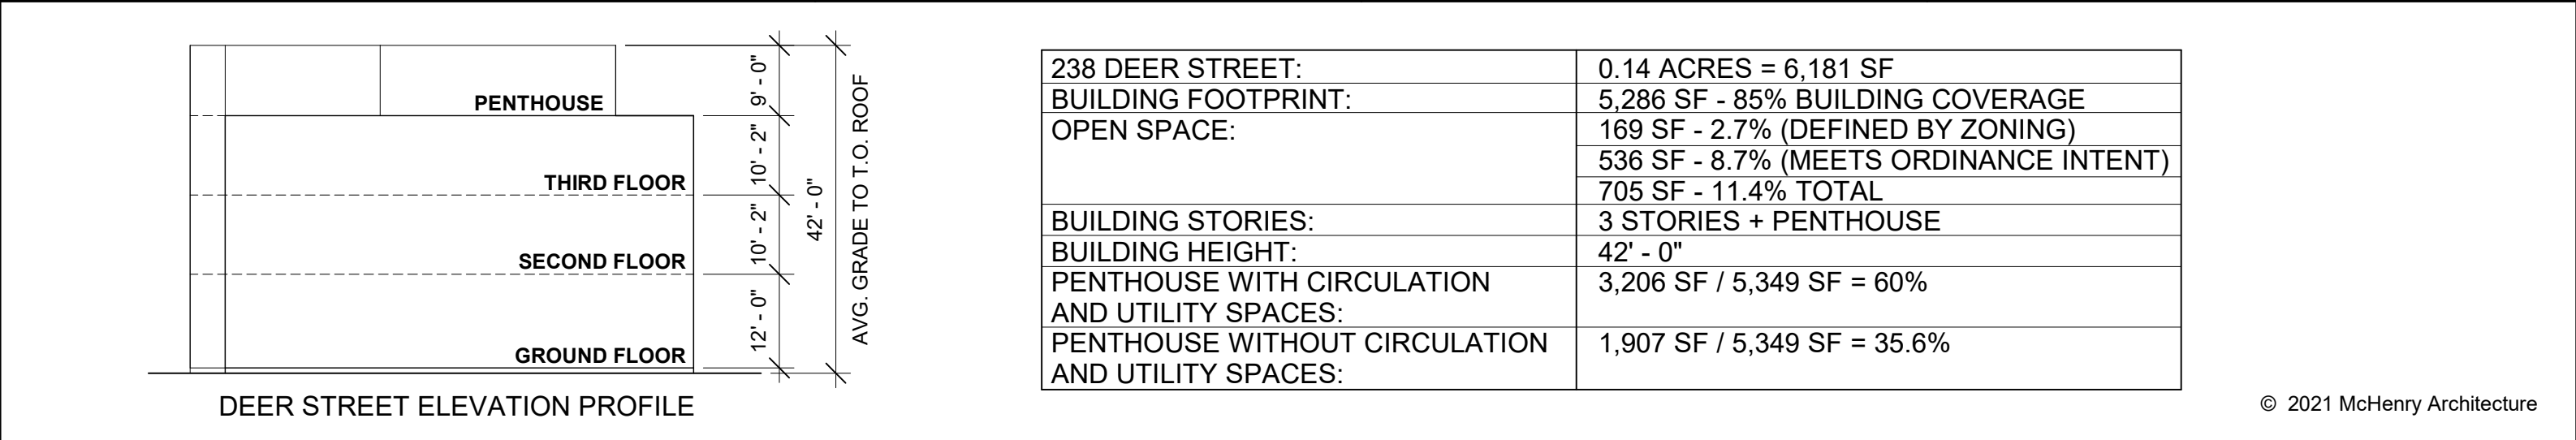 PENTHOUSE
THIRD FLOOR
SECOND FLOOR
GROUND FLOOR
9' - 0"
10' - 2"
10' - 2"
12' - 0"
42' - 0"
AVG. GRADE TO T.O. ROOF
DEER STREET ELEVATION PROFILE
238 DEER STREET: 0.14 ACRES = 6,181 SF
BUILDING FOOTPRINT: 5,286 SF - 85% BUILDING COVERAGE
OPEN SPACE: 169 SF - 2.7% (DEFINED BY ZONING)
536 SF - 8.7% (MEETS ORDINANCE INTENT)
705 SF - 11.4% TOTAL
BUILDING STORIES: 3 STORIES + PENTHOUSE
BUILDING HEIGHT: 42' - 0"
PENTHOUSE WITH CIRCULATION 3,206 SF / 5,349 SF = 60%
AND UTILITY SPACES:
PENTHOUSE WITHOUT CIRCULATION 1,907 SF / 5,349 SF = 35.6%
AND UTILITY SPACES:
© 2021 McHenry Architecture